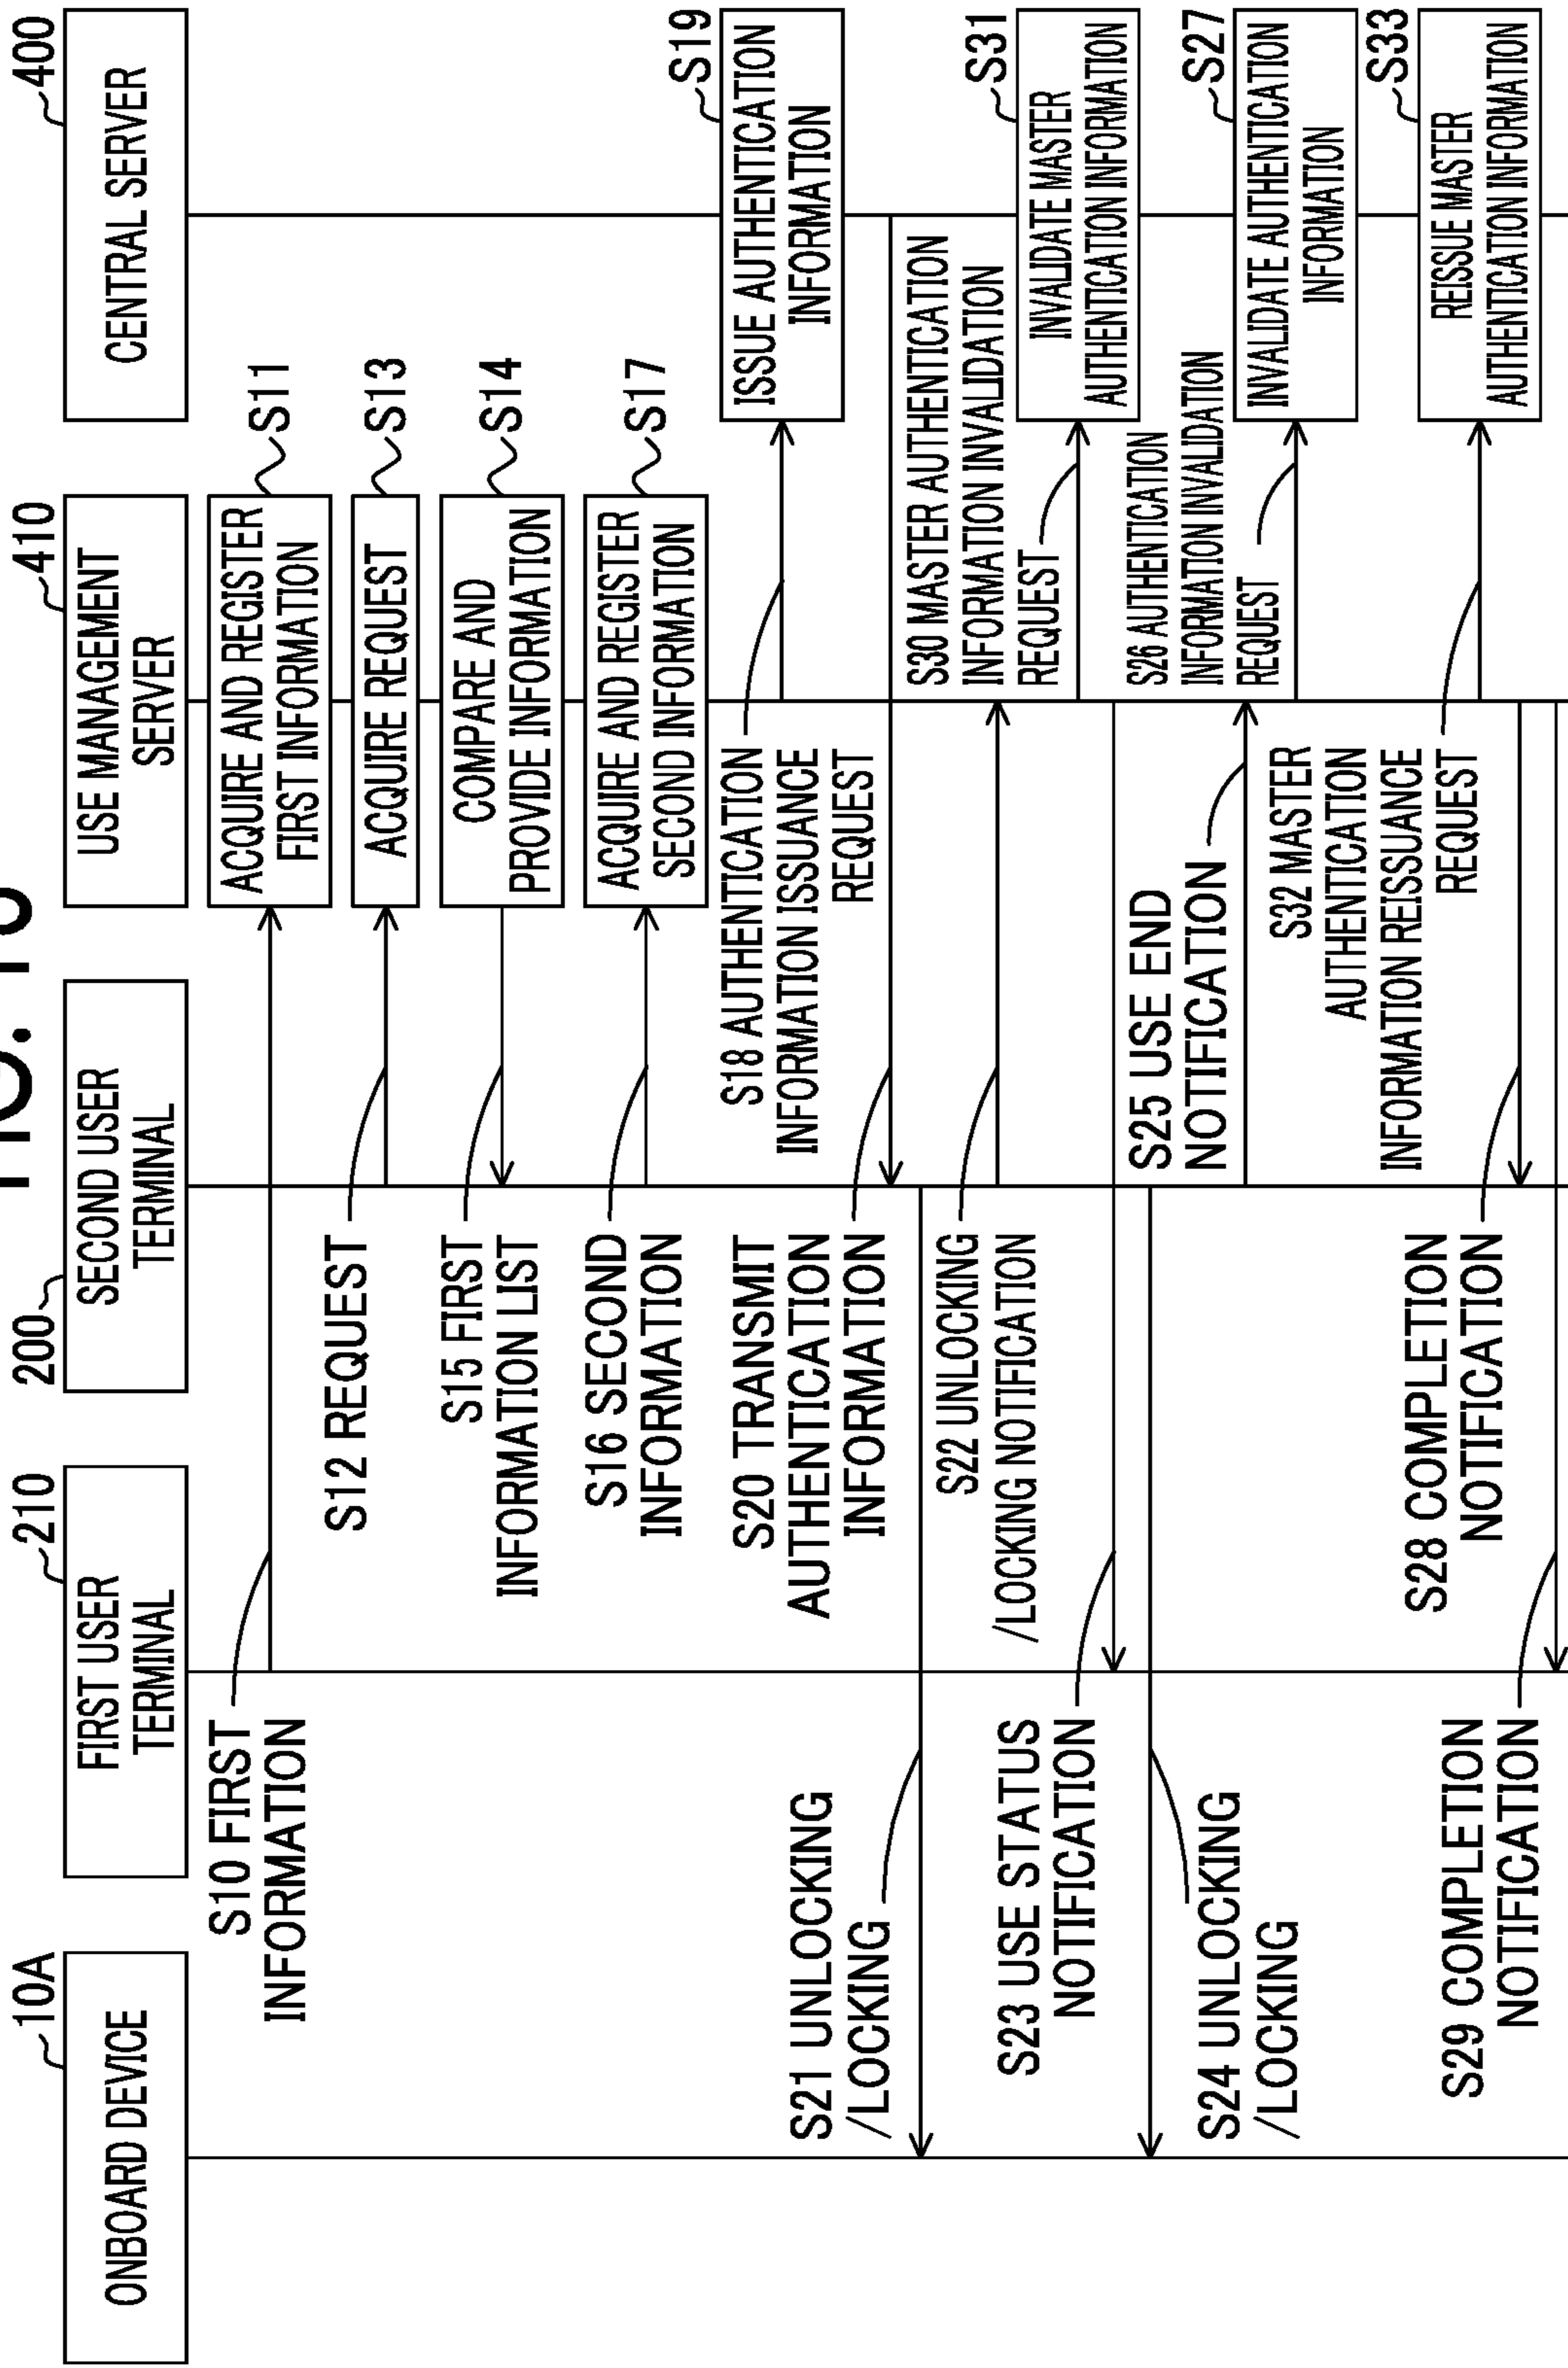 10A
210
200
410
400
ONBOARD DEVICE
FIRST USER
TERMINAL
SECOND USER
TERMINAL
USE MANAGEMENT
SERVER
CENTRAL SERVER
S10 FIRST
INFORMATION
ACQUIRE AND REGISTER
FIRST INFORMATION
S11
S12 REQUEST
ACQUIRE REQUEST
S13
COMPARE AND
PROVIDE INFORMATION
S14
S15 FIRST
INFORMATION LIST
S16 SECOND
INFORMATION
ACQUIRE AND REGISTER
SECOND INFORMATION
S17
S18 AUTHENTICATION
INFORMATION ISSUANCE
REQUEST
S19
ISSUE AUTHENTICATION
INFORMATION
S20 TRANSMIT
AUTHENTICATION
INFORMATION
S21 UNLOCKING
/LOCKING
S22 UNLOCKING
/LOCKING NOTIFICATION
S30 MASTER AUTHENTICATION
INFORMATION INVALIDATION
REQUEST
S31
INVALIDATE MASTER
AUTHENTICATION INFORMATION
S23 USE STATUS
NOTIFICATION
S24 UNLOCKING
/LOCKING
S25 USE END
NOTIFICATION
S26 AUTHENTICATION
INFORMATION INVALIDATION
REQUEST
S27
INVALIDATE AUTHENTICATION
INFORMATION
S32 MASTER
AUTHENTICATION
INFORMATION REISSUANCE
REQUEST
S33
REISSUE MASTER
AUTHENTICATION INFORMATION
S28 COMPLETION
NOTIFICATION
S29 COMPLETION
NOTIFICATION